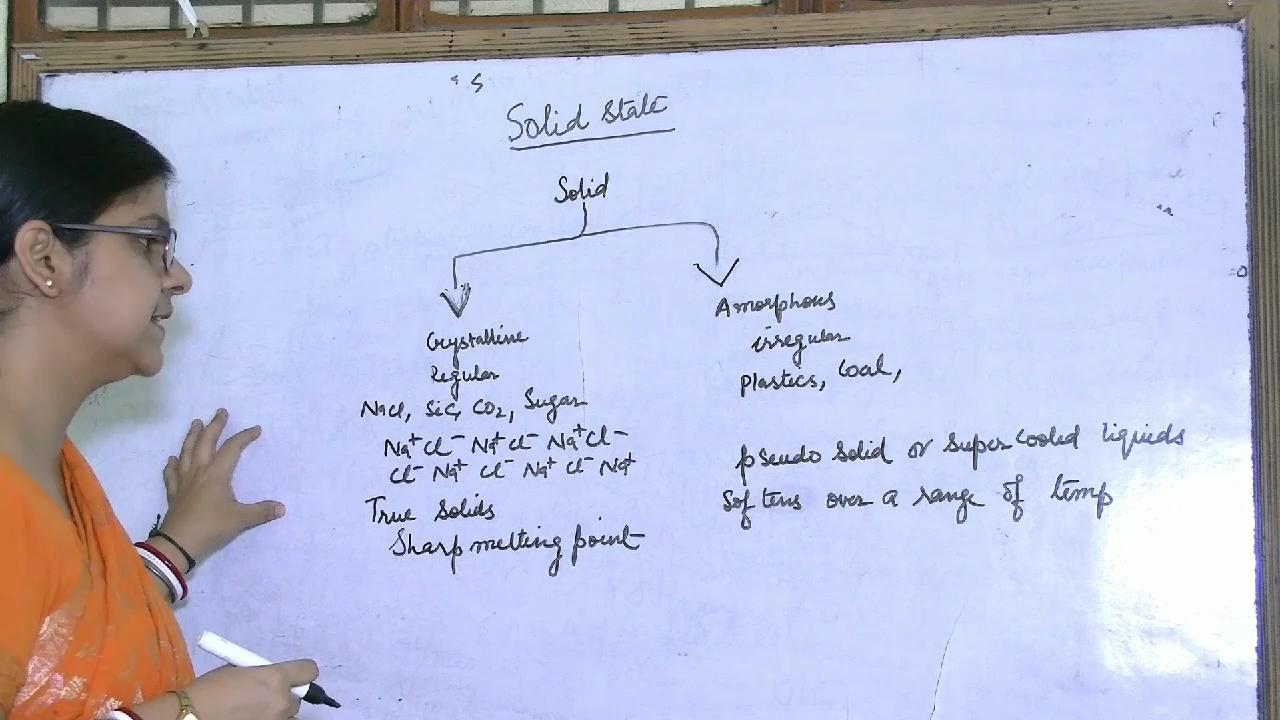 Solid State
Solid
Crystalline
Regular
NaCl, SiC, CO₂, Sugar
Na⁺Cl⁻ Na⁺Cl⁻ Na⁺Cl⁻
Cl⁻ Na⁺ Cl⁻ Na⁺ Cl⁻ Na⁺
True Solids
Sharp melting point
Amorphous
irregular
plastics, Coal,
pseudo solid or super cooled liquids
Softens over a range of temp